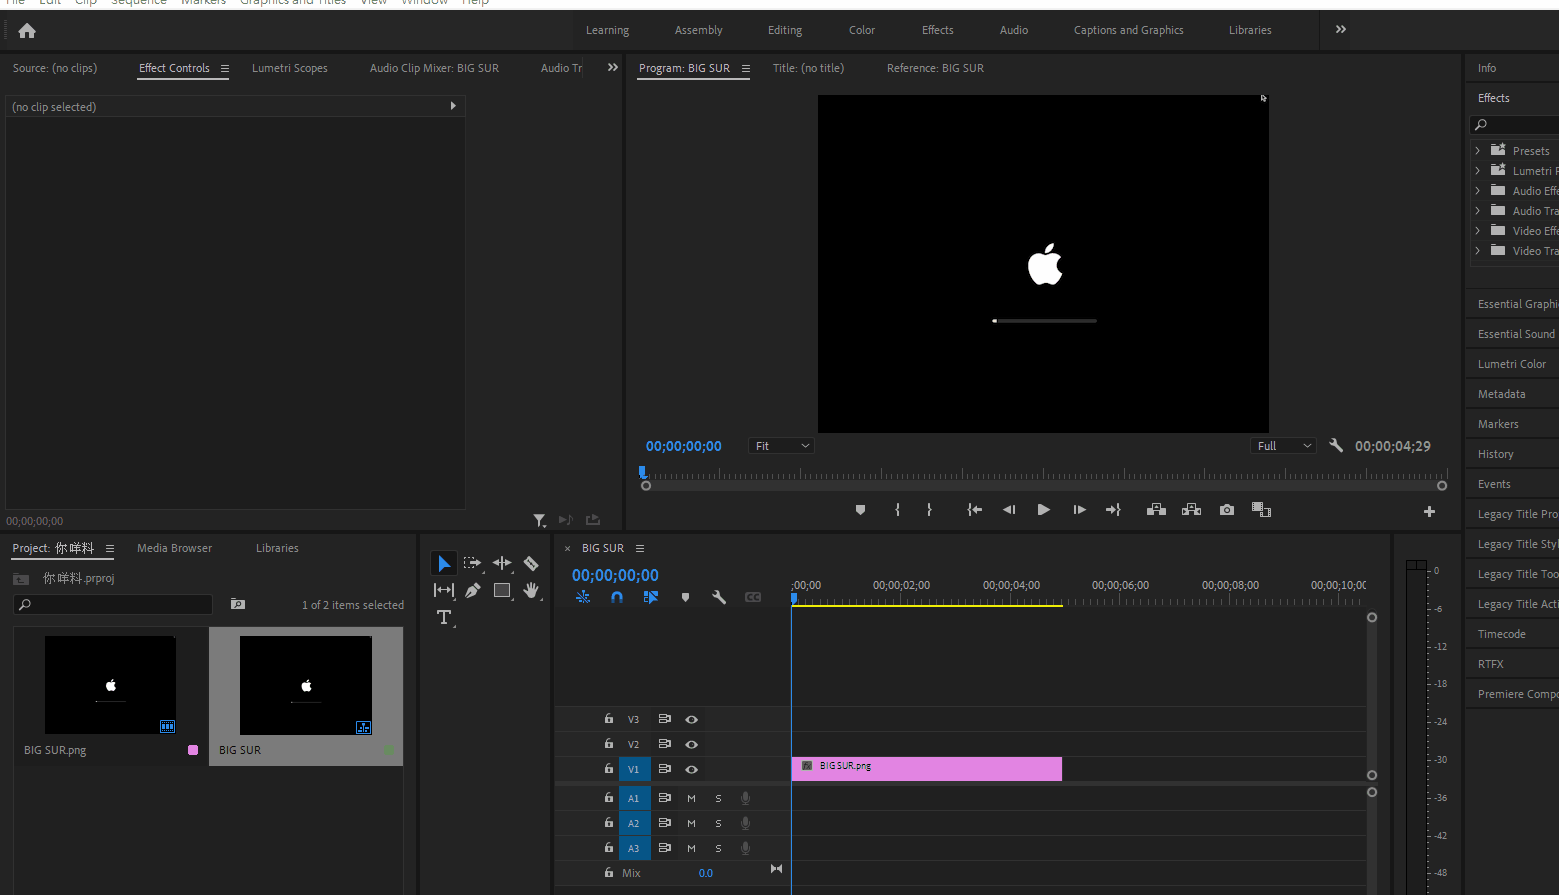 File Edit Clip Sequence Markers Graphics and Titles View Window Help
Learning Assembly Editing Color Effects Audio Captions and Graphics Libraries
Source: (no clips) Effect Controls Lumetri Scopes Audio Clip Mixer: BIG SUR Audio Tr
(no clip selected)
00;00;00;00
Program: BIG SUR Title: (no title) Reference: BIG SUR
00;00;00;00 Fit Full 00;00;04;29
Info
Effects
Presets
Lumetri P
Audio Effe
Audio Tra
Video Effe
Video Tra
Essential Graphi
Essential Sound
Lumetri Color
Metadata
Markers
History
Events
Legacy Title Pro
Legacy Title Styl
Legacy Title Too
Legacy Title Acti
Timecode
RTFX
Premiere Compo
Project: 你咩料 Media Browser Libraries
你咩料.prproj
1 of 2 items selected
BIG SUR.png BIG SUR
T
× BIG SUR
00;00;00;00
CC
;00;00 00;00;02;00 00;00;04;00 00;00;06;00 00;00;08;00 00;00;10;00
V3
V2
V1 BIG SUR.png
fx
A1 M S
A2 M S
A3 M S
Mix 0.0
0
-6
-12
-18
-24
-30
-36
-42
-48